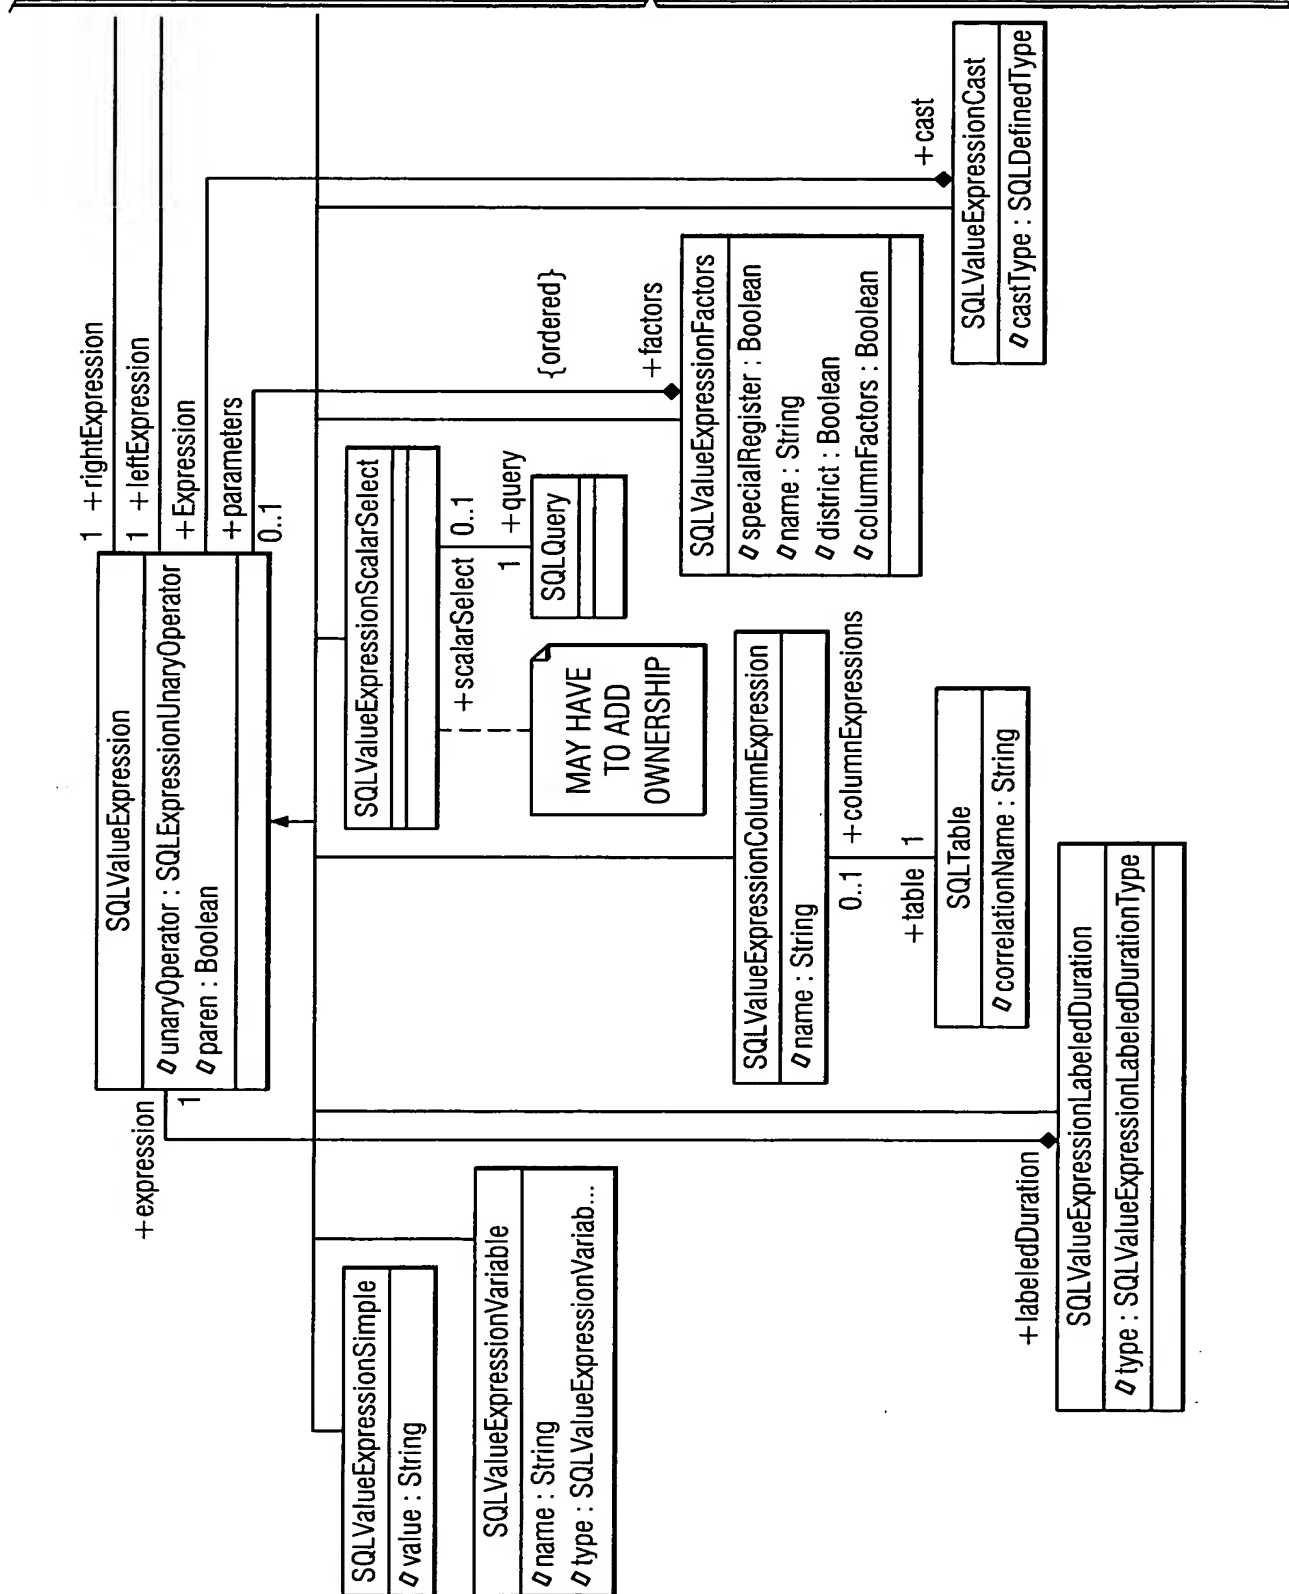 SQLValueExpression
unaryOperator : SQLExpressionUnaryOperator
paren : Boolean
+expression
1
1 +rightExpression
1 +leftExpression
+Expression
+parameters
0..1
SQLValueExpressionSimple
value : String
SQLValueExpressionVariable
name : String
type : SQLValueExpressionVariab...
SQLValueExpressionScalarSelect
+scalarSelect 0..1
1 +query
SQLQuery
MAY HAVE
TO ADD
OWNERSHIP
{ordered}
+factors
SQLValueExpressionFactors
specialRegister : Boolean
name : String
district : Boolean
columnFactors : Boolean
SQLValueExpressionColumnExpression
name : String
0..1 +columnExpressions
+table 1
SQLTable
correlationName : String
+cast
SQLValueExpressionCast
castType : SQLDefinedType
+labeledDuration
SQLValueExpressionLabeledDuration
type : SQLValueExpressionLabeledDurationType